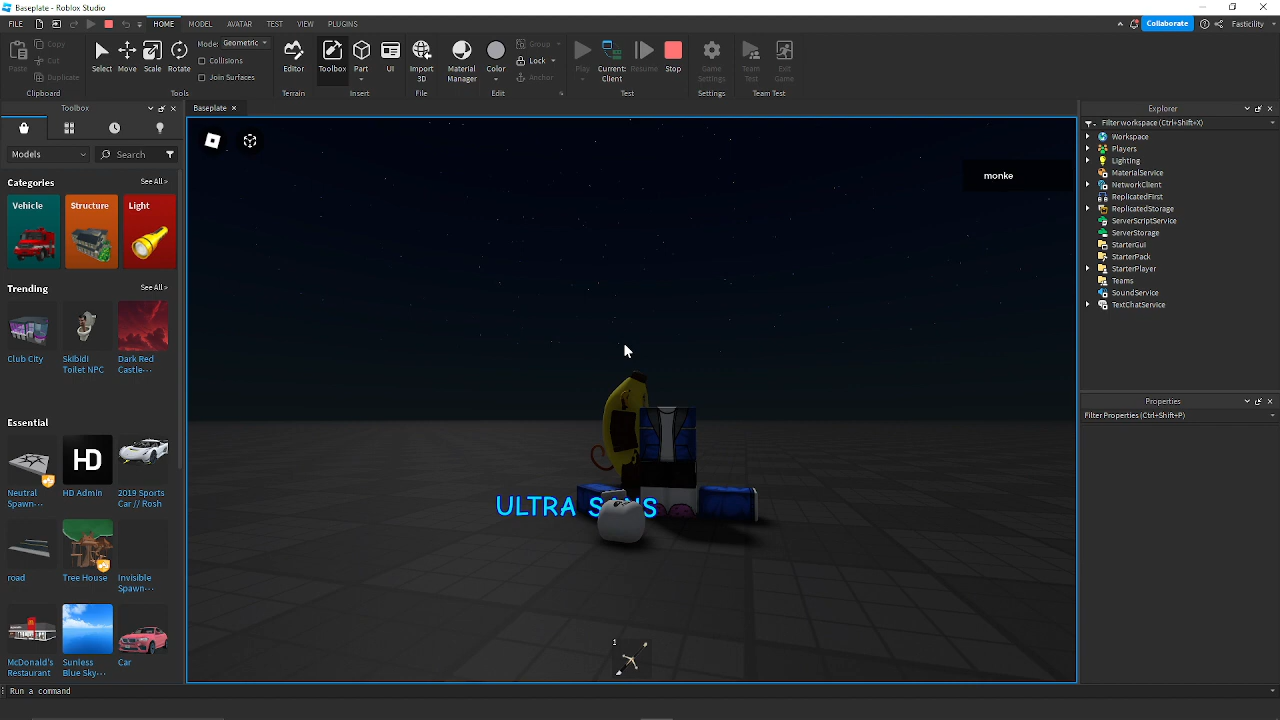 Baseplate - Roblox Studio
FILE HOME MODEL AVATAR TEST VIEW PLUGINS Collaborate Fasticility
Paste Copy Cut Duplicate
Clipboard
Select Move Scale Rotate
Mode: Geometric
Collisions
Join Surfaces
Tools
Editor
Terrain
Toolbox Part UI
Insert
Import 3D
File
Material Manager Color
Group
Lock
Anchor
Edit
Play Current: Client Resume Stop
Test
Game Settings
Settings
Team Test Exit Game
Team Test
Toolbox
Models Search
Categories See All >
Vehicle Structure Light
Trending See All >
Club City
Skibidi Toilet NPC
Dark Red Castle...
Essential See All >
Neutral Spawn...
HD
HD Admin
2019 Sports Car // Rosh
road
Tree House
Invisible Spawn...
McDonald's Restaurant
Sunless Blue Sky...
Car
Run a command
Baseplate
monke
ULTRA SANS
1
Explorer
Filter workspace (Ctrl+Shift+X)
Workspace
Players
Lighting
MaterialService
NetworkClient
ReplicatedFirst
ReplicatedStorage
ServerScriptService
ServerStorage
StarterGui
StarterPack
StarterPlayer
Teams
SoundService
TextChatService
Properties
Filter Properties (Ctrl+Shift+P)